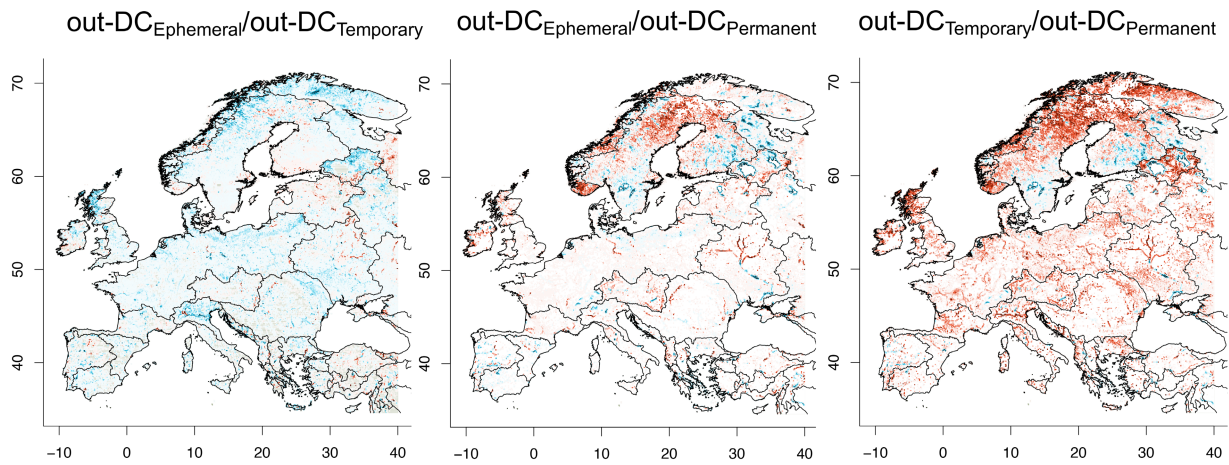 out-DCEphemeral/out-DCTemporary out-DCEphemeral/out-DCPermanent out-DCTemporary/out-DCPermanent
70 70 70
60 60 60
50 50 50
40 40 40
−10 0 10 20 30 40 −10 0 10 20 30 40 −10 0 10 20 30 40